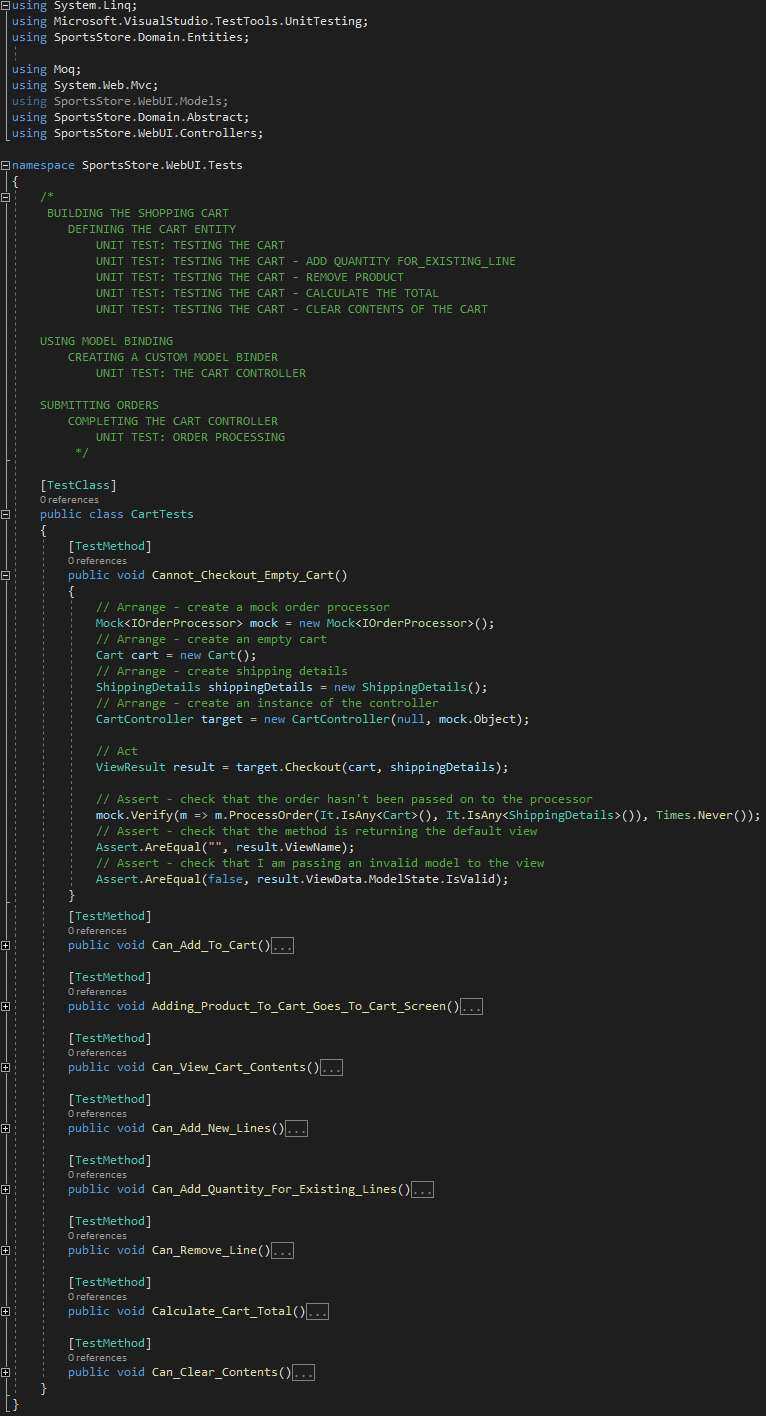 using System.Linq;
using Microsoft.VisualStudio.TestTools.UnitTesting;
using SportsStore.Domain.Entities;
using Moq;
using System.Web.Mvc;
using SportsStore.WebUI.Models;
using SportsStore.Domain.Abstract;
using SportsStore.WebUI.Controllers;
namespace SportsStore.WebUI.Tests
{
/*
BUILDING THE SHOPPING CART
DEFINING THE CART ENTITY
UNIT TEST: TESTING THE CART
UNIT TEST: TESTING THE CART - ADD QUANTITY FOR_EXISTING_LINE
UNIT TEST: TESTING THE CART - REMOVE PRODUCT
UNIT TEST: TESTING THE CART - CALCULATE THE TOTAL
UNIT TEST: TESTING THE CART - CLEAR CONTENTS OF THE CART
USING MODEL BINDING
CREATING A CUSTOM MODEL BINDER
UNIT TEST: THE CART CONTROLLER
SUBMITTING ORDERS
COMPLETING THE CART CONTROLLER
UNIT TEST: ORDER PROCESSING
*/
[TestClass]
0 references
public class CartTests
{
[TestMethod]
0 references
public void Cannot_Checkout_Empty_Cart()
{
// Arrange - create a mock order processor
Mock<IOrderProcessor> mock = new Mock<IOrderProcessor>();
// Arrange - create an empty cart
Cart cart = new Cart();
// Arrange - create shipping details
ShippingDetails shippingDetails = new ShippingDetails();
// Arrange - create an instance of the controller
CartController target = new CartController(null, mock.Object);
// Act
ViewResult result = target.Checkout(cart, shippingDetails);
// Assert - check that the order hasn't been passed on to the processor
mock.Verify(m => m.ProcessOrder(It.IsAny<Cart>(), It.IsAny<ShippingDetails>()), Times.Never());
// Assert - check that the method is returning the default view
Assert.AreEqual("", result.ViewName);
// Assert - check that I am passing an invalid model to the view
Assert.AreEqual(false, result.ViewData.ModelState.IsValid);
}
[TestMethod]
0 references
public void Can_Add_To_Cart()...
[TestMethod]
0 references
public void Adding_Product_To_Cart_Goes_To_Cart_Screen()...
[TestMethod]
0 references
public void Can_View_Cart_Contents()...
[TestMethod]
0 references
public void Can_Add_New_Lines()...
[TestMethod]
0 references
public void Can_Add_Quantity_For_Existing_Lines()...
[TestMethod]
0 references
public void Can_Remove_Line()...
[TestMethod]
0 references
public void Calculate_Cart_Total()...
[TestMethod]
0 references
public void Can_Clear_Contents()...
}
}